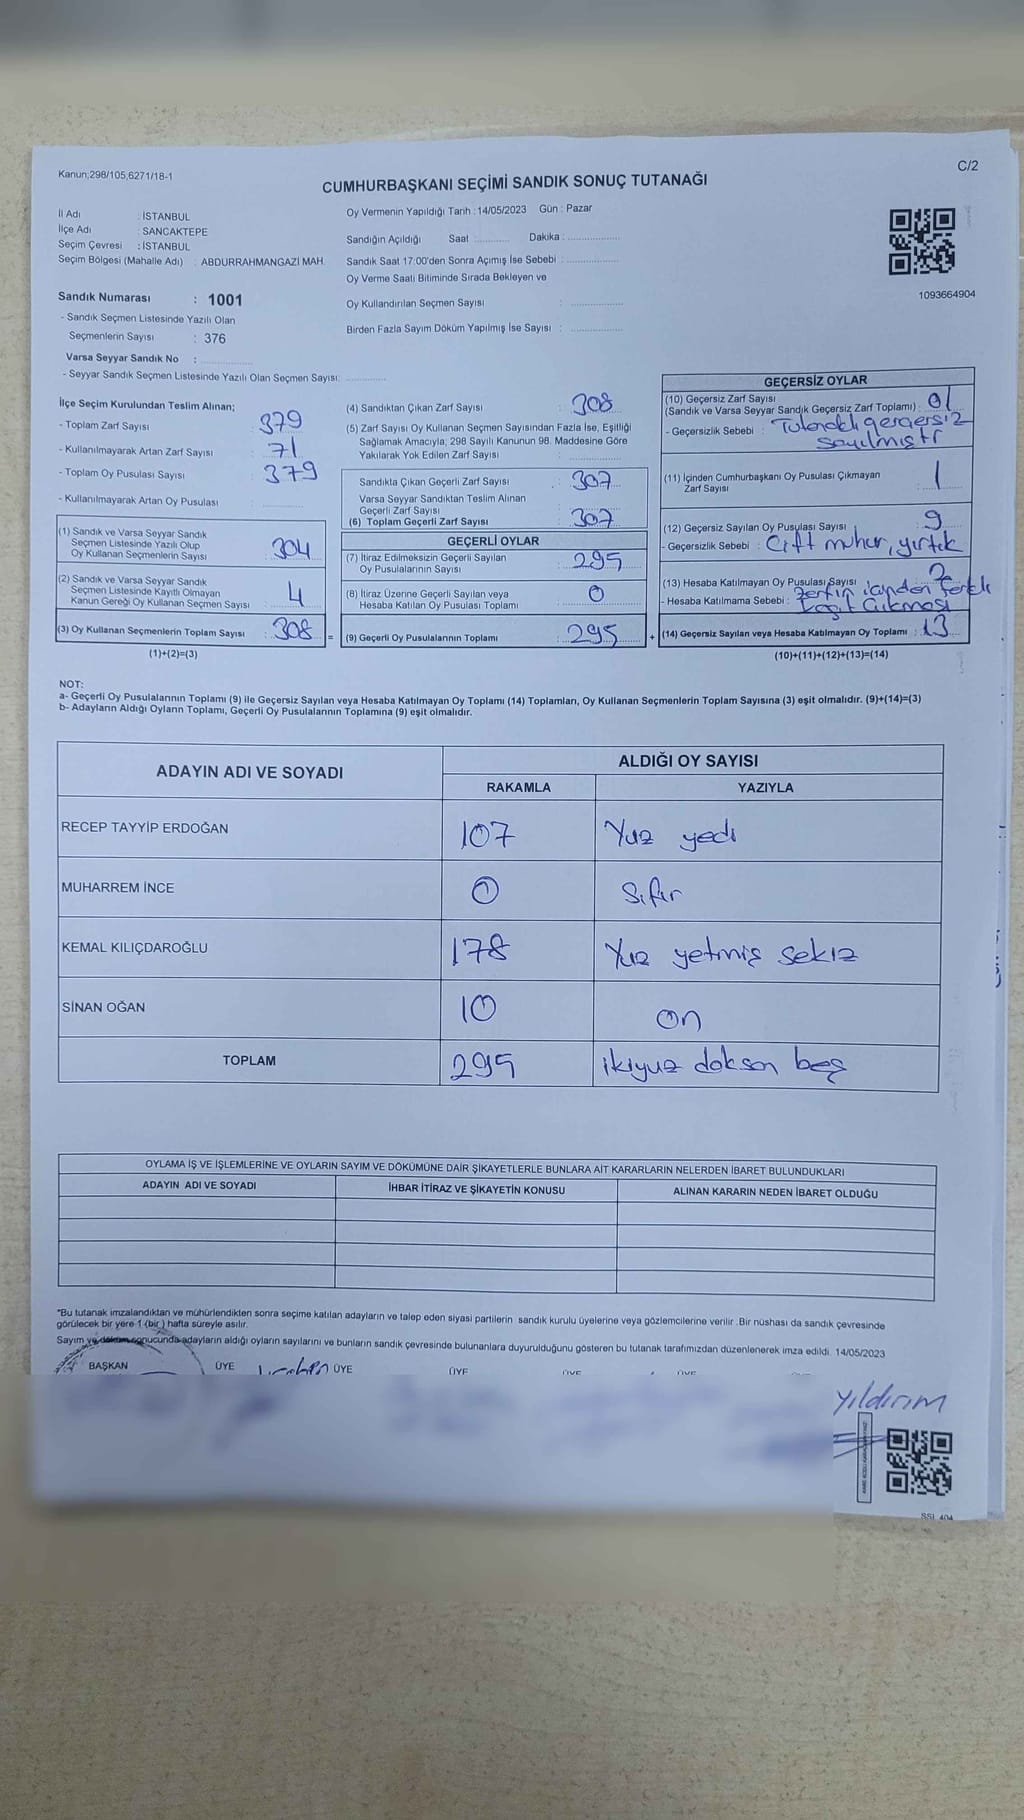 Kanun;298/105,6271/18-1
C/2
CUMHURBAŞKANI SEÇİMİ SANDIK SONUÇ TUTANAĞI
İl Adı : İSTANBUL
İlçe Adı : SANCAKTEPE
Seçim Çevresi : İSTANBUL
Seçim Bölgesi (Mahalle Adı) : ABDURRAHMANGAZİ MAH.
Oy Vermenin Yapıldığı Tarih : 14/05/2023 Gün : Pazar
Sandığın Açıldığı Saat ............ Dakika : ..................
Sandık Saat 17:00'den Sonra Açımış İse Sebebi : ..................
Oy Verme Saati Bitiminde Sırada Bekleyen ve
Oy Kullandırılan Seçmen Sayısı : ..................
Birden Fazla Sayım Döküm Yapılmış İse Sayısı : ..................
1093664904
Sandık Numarası : 1001
- Sandık Seçmen Listesinde Yazılı Olan
Seçmenlerin Sayısı : 376
Varsa Seyyar Sandık No : ..................
- Seyyar Sandık Seçmen Listesinde Yazılı Olan Seçmen Sayısı: ............
İlçe Seçim Kurulundan Teslim Alınan;
- Toplam Zarf Sayısı : 379
- Kullanılmayarak Artan Zarf Sayısı : 71
- Toplam Oy Pusulası Sayısı : 379
- Kullanılmayarak Artan Oy Pusulası : ............
(1) Sandık ve Varsa Seyyar Sandık
Seçmen Listesinde Yazılı Olup
Oy Kullanan Seçmenlerin Sayısı : 304
(2) Sandık ve Varsa Seyyar Sandık
Seçmen Listesinde Kayıtlı Olmayan
Kanun Gereği Oy Kullanan Seçmen Sayısı : 4
(3) Oy Kullanan Seçmenlerin Toplam Sayısı : 308 =
(1)+(2)=(3)
(4) Sandıktan Çıkan Zarf Sayısı : 308
(5) Zarf Sayısı Oy Kullanan Seçmen Sayısından Fazla İse, Eşitliği
Sağlamak Amacıyla; 298 Sayılı Kanunun 98. Maddesine Göre
Yakılarak Yok Edilen Zarf Sayısı : ..................
Sandıkla Çıkan Geçerli Zarf Sayısı : 307
Varsa Seyyar Sandıktan Teslim Alınan
Geçerli Zarf Sayısı :
(6) Toplam Geçerli Zarf Sayısı 307
GEÇERLİ OYLAR
(7) İtiraz Edilmeksizin Geçerli Sayılan
Oy Pusulalarının Sayısı : 295
(8) İtiraz Üzerine Geçerli Sayılan veya
Hesaba Katılan Oy Pusulası Toplamı : 0
(9) Geçerli Oy Pusulalarının Toplamı : 295 +
GEÇERSİZ OYLAR
(10) Geçersiz Zarf Sayısı
(Sandık ve Varsa Seyyar Sandık Geçersiz Zarf Toplamı) : 01
- Geçersizlik Sebebi :
(11) İçinden Cumhurbaşkanı Oy Pusulası Çıkmayan
Zarf Sayısı : 1
(12) Geçersiz Sayılan Oy Pusulası Sayısı : 9
- Geçersizlik Sebebi : Çift muhur, yırtık
(13) Hesaba Katılmayan Oy Pusulası Sayısı : 2
- Hesaba Katılmama Sebebi : zarfın içinden farklı
(14) Geçersiz Sayılan veya Hesaba Katılmayan Oy Toplamı : 13
(10)+(11)+(12)+(13)=(14)
NOT:
a- Geçerli Oy Pusulalarının Toplamı (9) ile Geçersiz Sayılan veya Hesaba Katılmayan Oy Toplamı (14) Toplamları, Oy Kullanan Seçmenlerin Toplam Sayısına (3) eşit olmalıdır. (9)+(14)=(3)
b- Adayların Aldığı Oyların Toplamı, Geçerli Oy Pusulalarının Toplamına (9) eşit olmalıdır.
ADAYIN ADI VE SOYADI ALDIĞI OY SAYISI
RAKAMLA YAZIYLA
RECEP TAYYİP ERDOĞAN 107 Yüz yedi
MUHARREM İNCE 0 Sıfır
KEMAL KILIÇDAROĞLU 178 Yüz yetmiş sekiz
SİNAN OĞAN 10 on
TOPLAM 295 ikiyuz doksan beş
OYLAMA İŞ VE İŞLEMLERİNE VE OYLARIN SAYIM VE DÖKÜMÜNE DAİR ŞİKAYETLERLE BUNLARA AİT KARARLARIN NELERDEN İBARET BULUNDUKLARI
ADAYIN ADI VE SOYADI İHBAR İTİRAZ VE ŞİKAYETİN KONUSU ALINAN KARARIN NEDEN İBARET OLDUĞU
"Bu tutanak imzalandıktan ve mühürlendikten sonra seçime katılan adayların ve talep eden siyasi partilerin sandık kurulu üyelerine veya gözlemcilerine verilir .Bir nüshası da sandık çevresinde
görülecek bir yere 1 (bir ) hafta süreyle asılır.
Sayım ve döküm sonucunda adayların aldığı oyların sayılarını ve bunların sandık çevresinde bulunanlara duyurulduğunu gösteren bu tutanak tarafımızdan düzenlenerek imza edildi. 14/05/2023
BAŞKAN ÜYE ÜYE ÜYE ÜYE ÜYE
Yıldırım